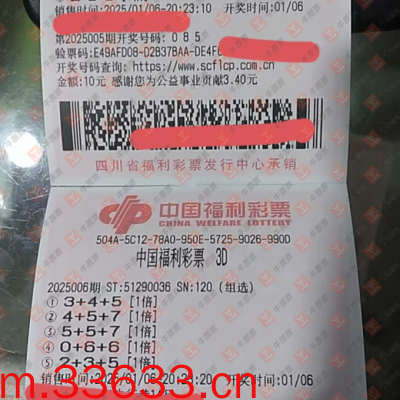 销售时间:2025/01/06-20:23:10 开奖时间:01/06
第2025005期开奖号码: 0 8 5
验票码:E49AFD08-D2B37BAA-DE4F
开奖号码查询: https://www.scflcp.com.cn
金额:10元 感谢您为公益事业贡献3.40元
四川省福利彩票发行中心承销
中国福利彩票
CHINA WELFARE LOTTERY
504A-5C12-78A0-950E-5725-9026-990D
中国福利彩票 3D
2025006期 ST:51290036 SN:120 (组选)
① 3+4+5 [1倍]
② 4+5+7 [1倍]
③ 5+5+7 [1倍]
④ 0+6+6 [1倍]
⑤ 2+3+5 [1倍]
m.33633.cn
开奖时间:01/06